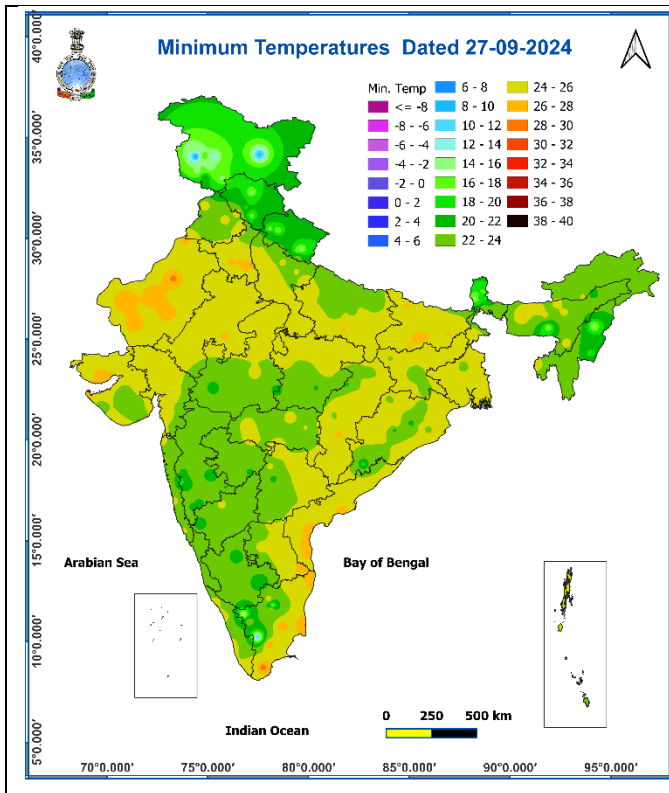 Minimum Temperatures Dated 27-09-2024
Min. Temp
<= -8
-8 - -6
-6 - -4
-4 - -2
-2 - 0
0 - 2
2 - 4
4 - 6
6 - 8
8 - 10
10 - 12
12 - 14
14 - 16
16 - 18
18 - 20
20 - 22
22 - 24
24 - 26
26 - 28
28 - 30
30 - 32
32 - 34
34 - 36
36 - 38
38 - 40
40°0.000'
35°0.000'
30°0.000'
25°0.000'
20°0.000'
15°0.000'
10°0.000'
5°0.000'
Arabian Sea
Bay of Bengal
Indian Ocean
0 250 500 km
70°0.000' 75°0.000' 80°0.000' 85°0.000' 90°0.000' 95°0.000'